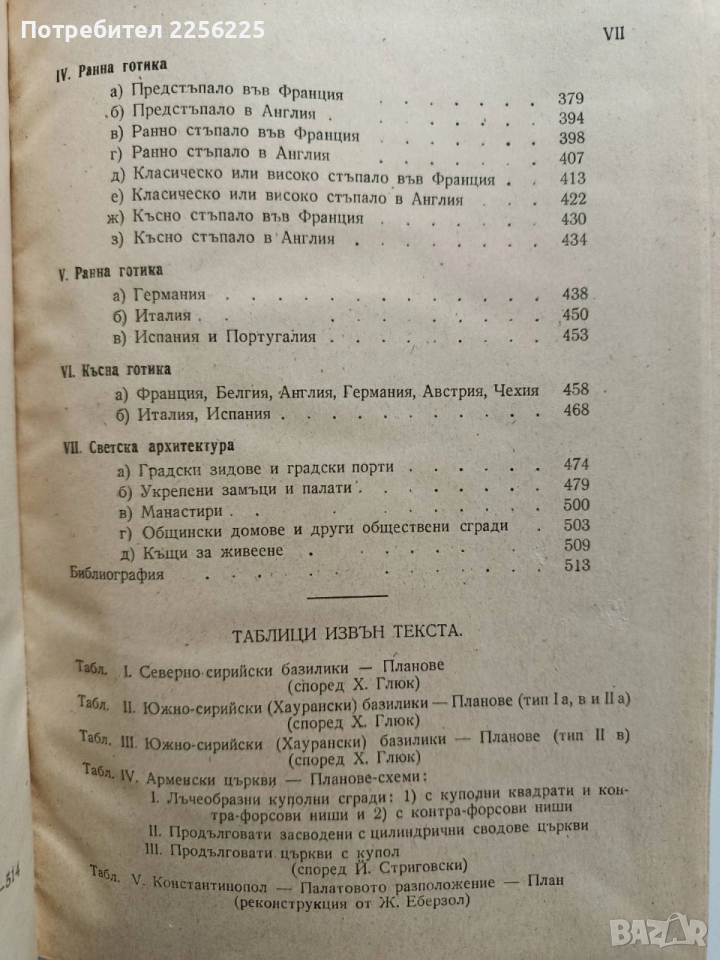 Потребител 2256225
VII
IV. Ранна готика
а) Предстъпало във Франция . . . . . 379
б) Предстъпало в Англия . . . . . . 394
в) Ранно стъпало във Франция . . . . . 398
г) Ранно стъпало в Англия . . . . . 407
д) Класическо или високо стъпало във Франция . . 413
е) Класическо или високо стъпало в Англия . . . 422
ж) Късно стъпало във Франция . . . . . 430
з) Късно стъпало в Англия . . . . . . 434
V. Ранна готика
а) Германия . . . . . . . . . 438
б) Италия . . . . . . . . . 450
в) Испания и Португалия . . . . . . 453
VI. Късна готика
а) Франция, Белгия, Англия, Германия, Австрия, Чехия 458
б) Италия, Испания . . . . . . . 468
VII. Светска архитектура
а) Градски зидове и градски порти . . . . 474
б) Укрепени замъци и палати . . . . . 479
в) Манастири . . . . . . . . 500
г) Общински домове и други обществени сгради . 503
д) Къщи за живеене . . . . . . 509
Библиография . . . . . . . . . 513
ТАБЛИЦИ ИЗВЪН ТЕКСТА.
Табл. I. Северно-сирийски базилики — Планове
(според Х. Глюк)
Табл. II. Южно-сирийски (Хаурански) базилики — Планове (тип I а, в и II а)
(според Х. Глюк)
Табл. III. Южно-сирийски (Хаурански) базилики — Планове (тип II в)
(според Х. Глюк)
Табл. IV. Арменски църкви — Планове-схеми:
I. Лъчеобразни куполни сгради: 1) с куполни квадрати и кон-
тра-форсови ниши и 2) с контра-форсови ниши
II. Продълговати засводени с цилиндрични сводове църкви
III. Продълговати църкви с купол
(според Й. Стриговски)
Табл. V. Константинопол — Палатовото разположение — План
(реконструкция от Ж. Еберзол)
—514
BAZAR